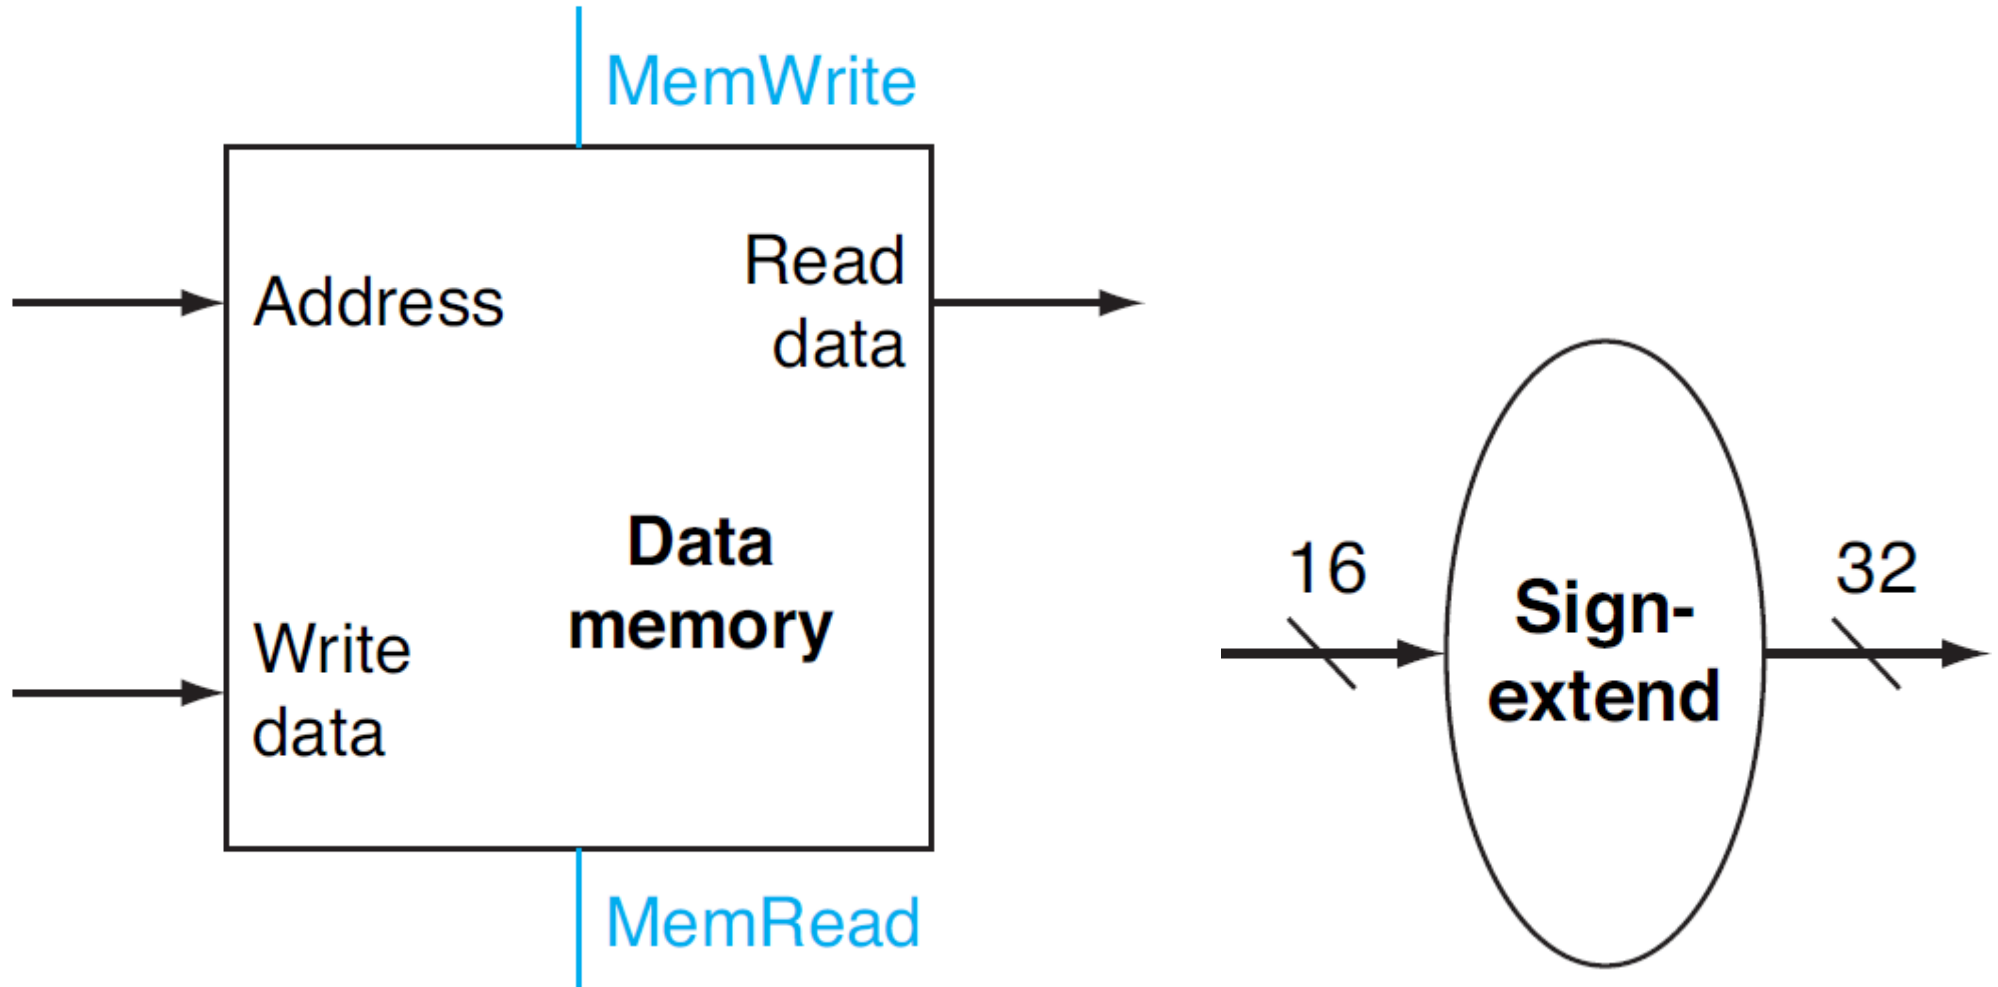 MemWrite
Address
Read
data
Data
memory
Write
data
MemRead
16
Sign-
extend
32